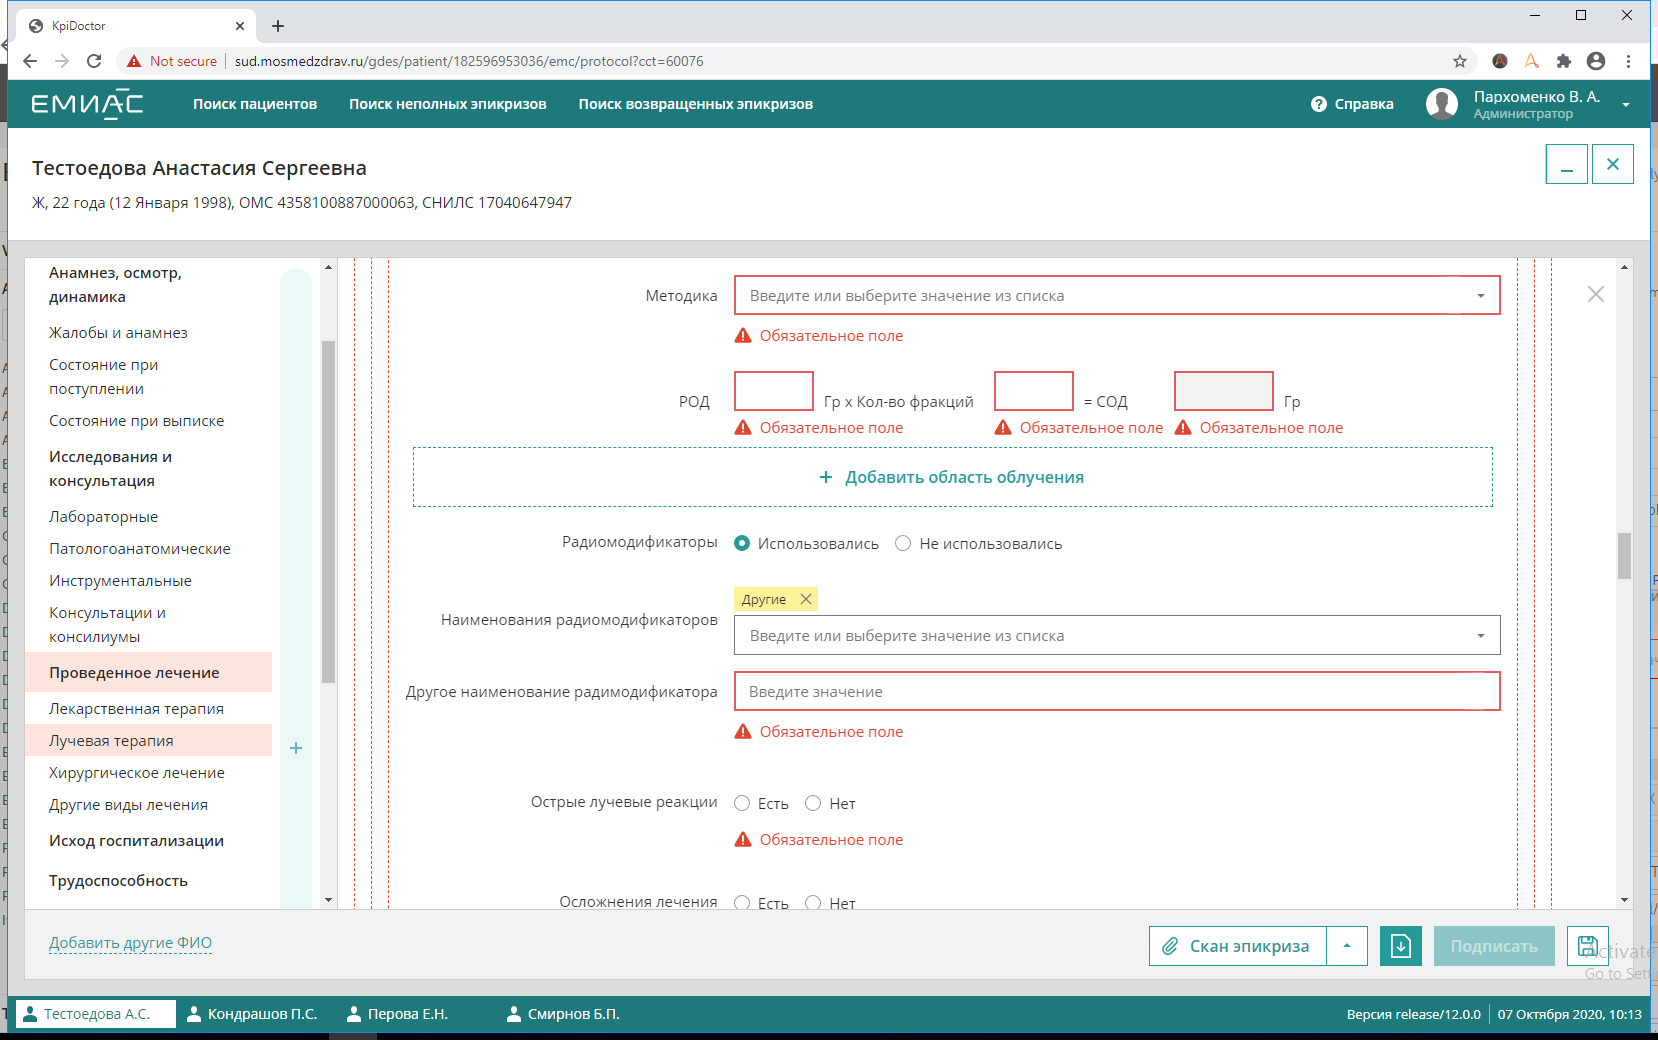 KpiDoctor
Not secure
sud.mosmedzdrav.ru/gdes/patient/182596953036/emc/protocol?cct=60076
ЕМИАС
Поиск пациентов
Поиск неполных эпикризов
Поиск возвращенных эпикризов
Справка
Пархоменко В. А.
Администратор
Тестоедова Анастасия Сергеевна
Ж, 22 года (12 Января 1998), ОМС 4358100887000063, СНИЛС 17040647947
Анамнез, осмотр,
динамика
Жалобы и анамнез
Состояние при
поступлении
Состояние при выписке
Исследования и
консультация
Лабораторные
Патологоанатомические
Инструментальные
Консультации и
консилиумы
Проведенное лечение
Лекарственная терапия
Лучевая терапия
Хирургическое лечение
Другие виды лечения
Исход госпитализации
Трудоспособность
Методика
Введите или выберите значение из списка
Обязательное поле
РОД
Гр x Кол-во фракций
= СОД
Гр
Обязательное поле
Обязательное поле
Обязательное поле
+ Добавить область облучения
Радиомодификаторы
Использовались
Не использовались
Другие
Наименования радиомодификаторов
Введите или выберите значение из списка
Другое наименование радимодификатора
Введите значение
Обязательное поле
Острые лучевые реакции
Есть
Нет
Обязательное поле
Осложнения лечения
Есть
Нет
Добавить другие ФИО
Скан эпикриза
Подписать
Activate
Go to Setti
Тестоедова А.С.
Кондрашов П.С.
Перова Е.Н.
Смирнов Б.П.
Версия release/12.0.0
07 Октября 2020, 10:13